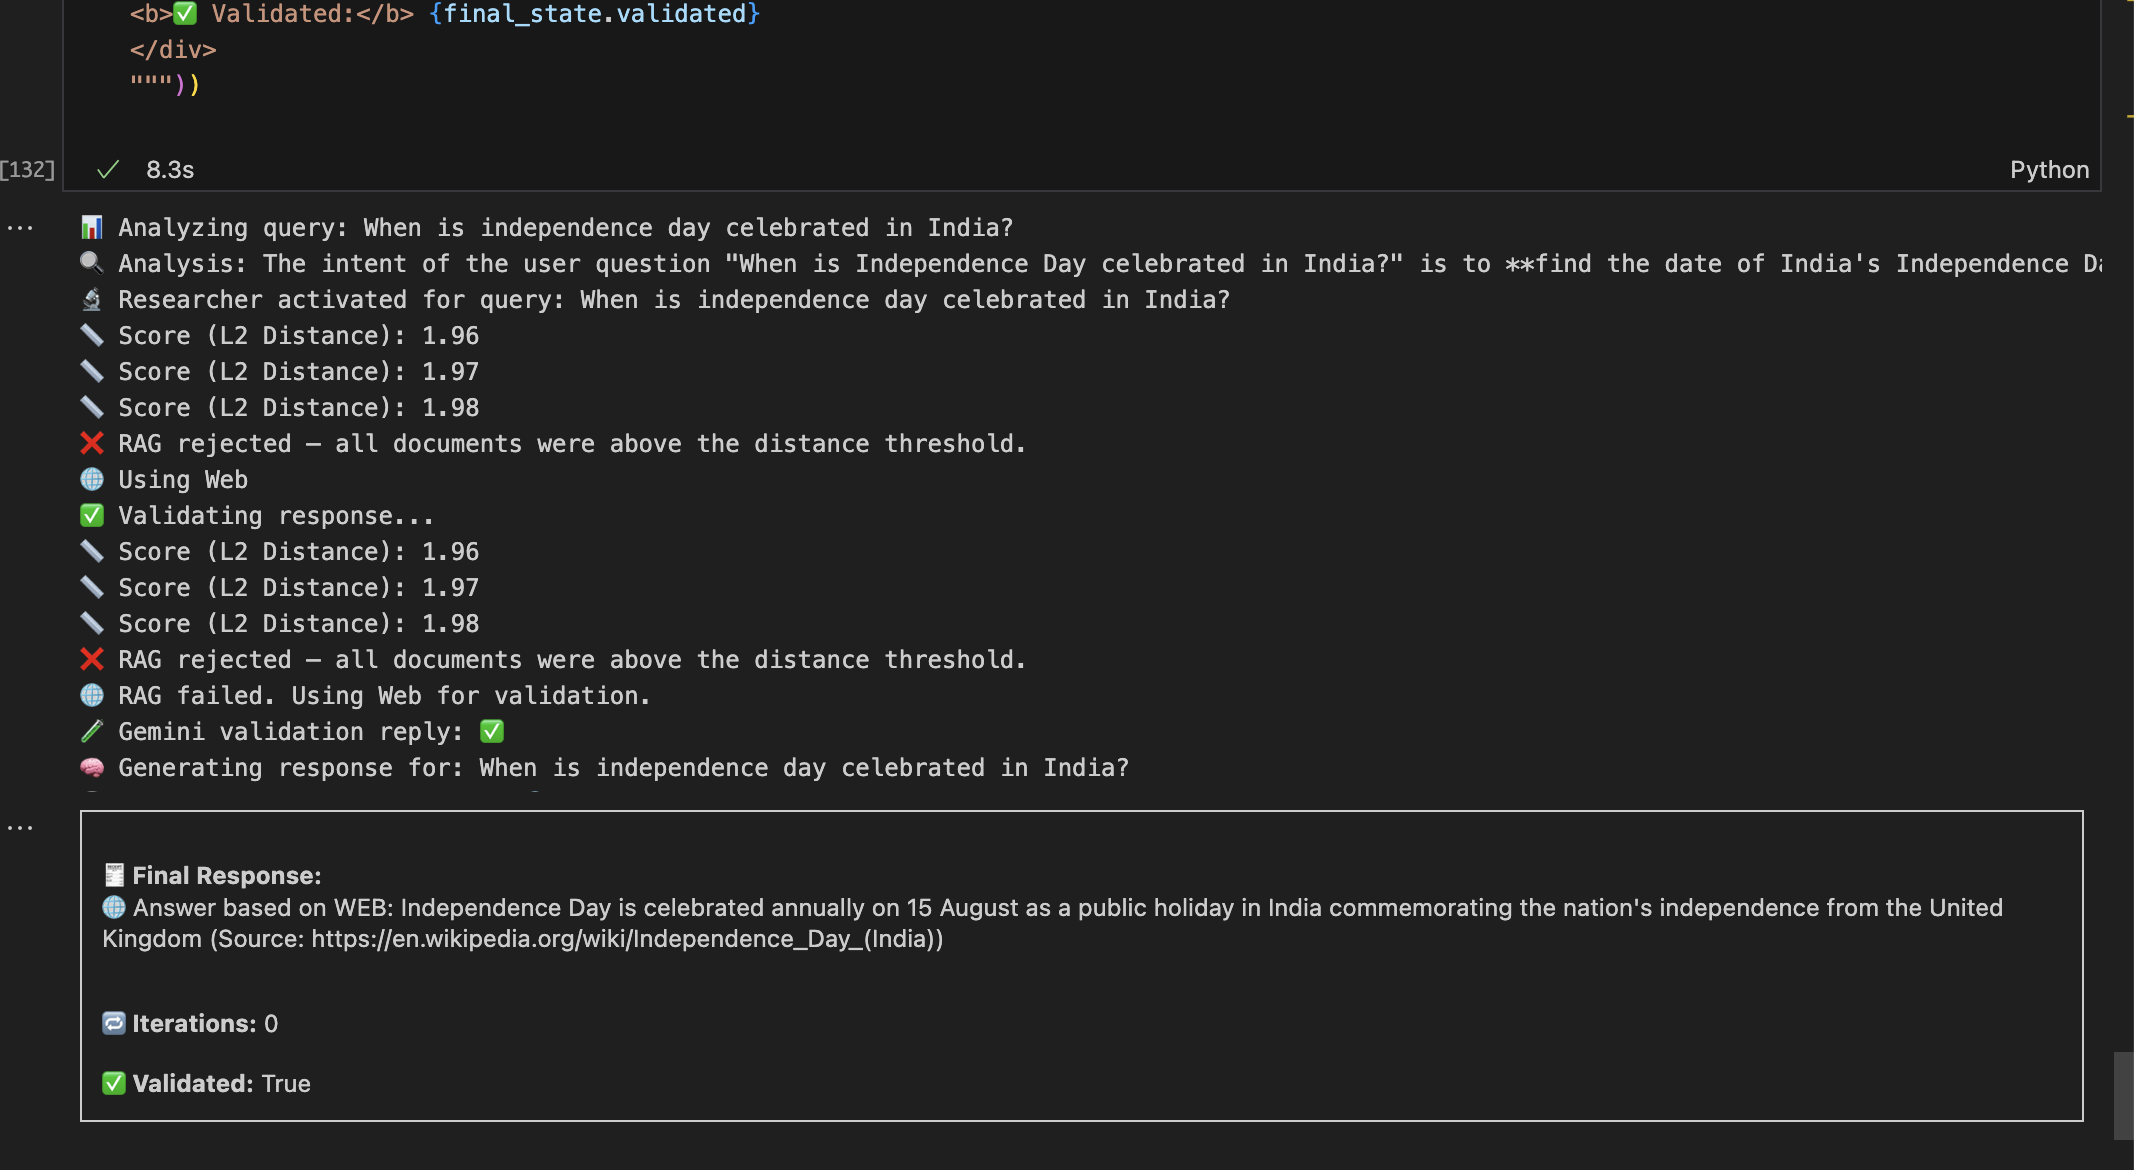 <b>✅ Validated:</b> {final_state.validated}
</div>
"""))
[132] ✓ 8.3s Python
... 📊 Analyzing query: When is independence day celebrated in India?
🔍 Analysis: The intent of the user question "When is Independence Day celebrated in India?" is to **find the date of India's Independence Da
🔬 Researcher activated for query: When is independence day celebrated in India?
📏 Score (L2 Distance): 1.96
📏 Score (L2 Distance): 1.97
📏 Score (L2 Distance): 1.98
❌ RAG rejected — all documents were above the distance threshold.
🌐 Using Web
✅ Validating response...
📏 Score (L2 Distance): 1.96
📏 Score (L2 Distance): 1.97
📏 Score (L2 Distance): 1.98
❌ RAG rejected — all documents were above the distance threshold.
🌐 RAG failed. Using Web for validation.
🧪 Gemini validation reply: ✅
🧠 Generating response for: When is independence day celebrated in India?
...
🧾 Final Response:
🌐 Answer based on WEB: Independence Day is celebrated annually on 15 August as a public holiday in India commemorating the nation's independence from the United
Kingdom (Source: https://en.wikipedia.org/wiki/Independence_Day_(India))
🔁 Iterations: 0
✅ Validated: True